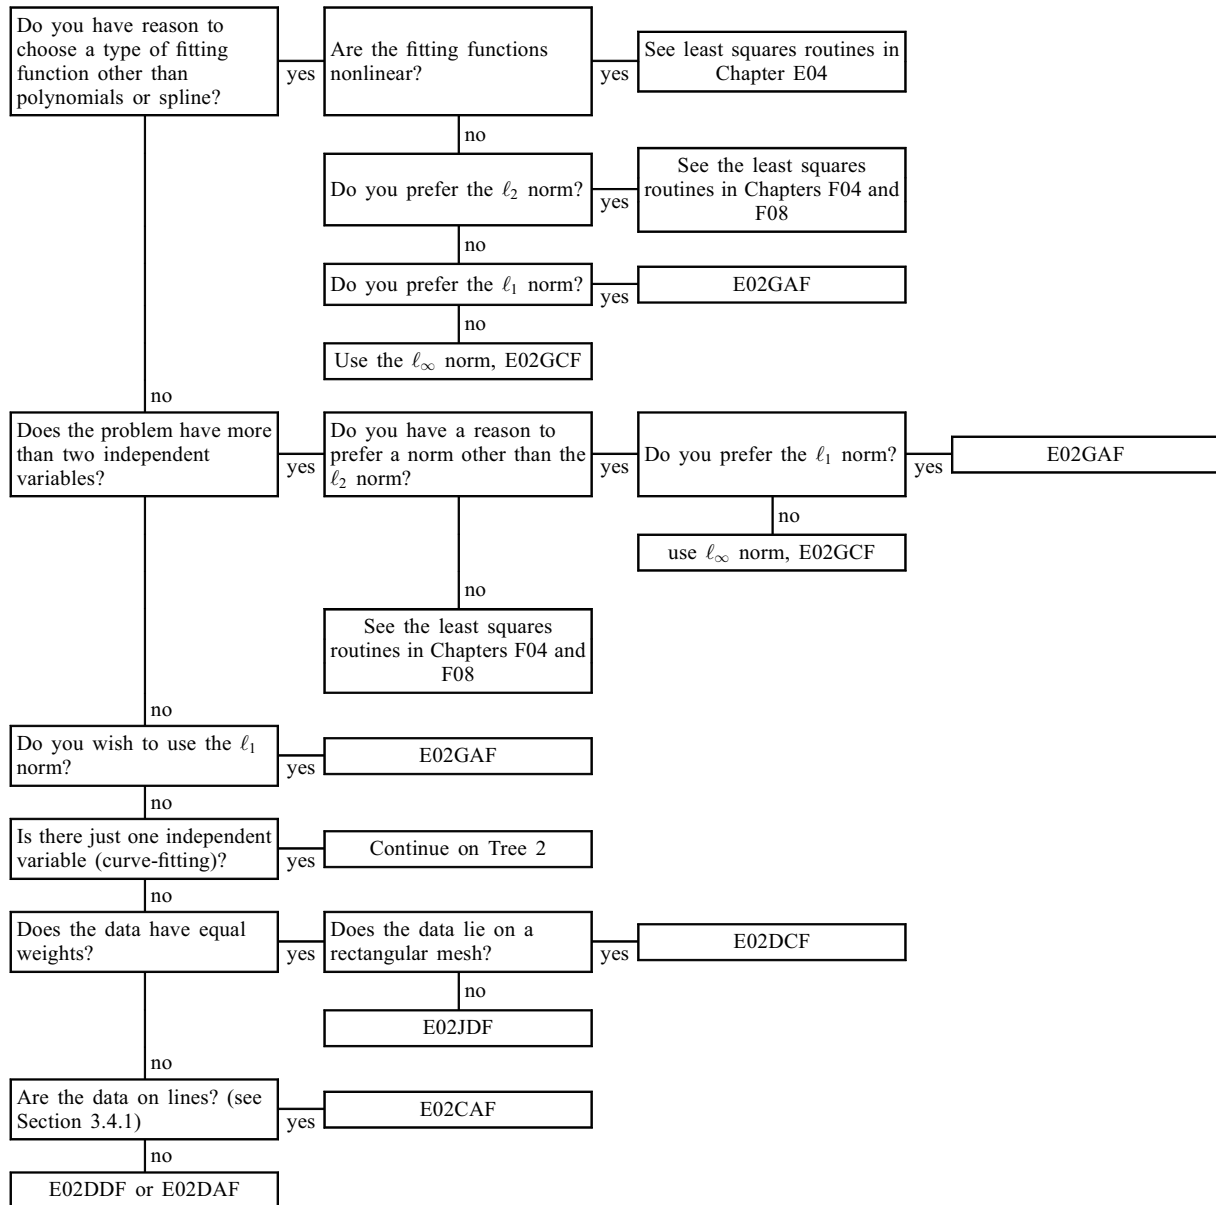 Do you have reason to
choose a type of fitting
function other than
polynomials or spline?
yes
Are the fitting functions
nonlinear?
yes
See least squares routines in
Chapter E04
no
Do you prefer the ℓ₂ norm?
yes
See the least squares
routines in Chapters F04 and
F08
no
Do you prefer the ℓ₁ norm?
yes
E02GAF
no
Use the ℓ∞ norm, E02GCF
no
Does the problem have more
than two independent
variables?
yes
Do you have a reason to
prefer a norm other than the
ℓ₂ norm?
yes
Do you prefer the ℓ₁ norm?
yes
E02GAF
no
use ℓ∞ norm, E02GCF
no
See the least squares
routines in Chapters F04 and
F08
no
Do you wish to use the ℓ₁
norm?
yes
E02GAF
no
Is there just one independent
variable (curve-fitting)?
yes
Continue on Tree 2
no
Does the data have equal
weights?
yes
Does the data lie on a
rectangular mesh?
yes
E02DCF
no
E02JDF
no
Are the data on lines? (see
Section 3.4.1)
yes
E02CAF
no
E02DDF or E02DAF